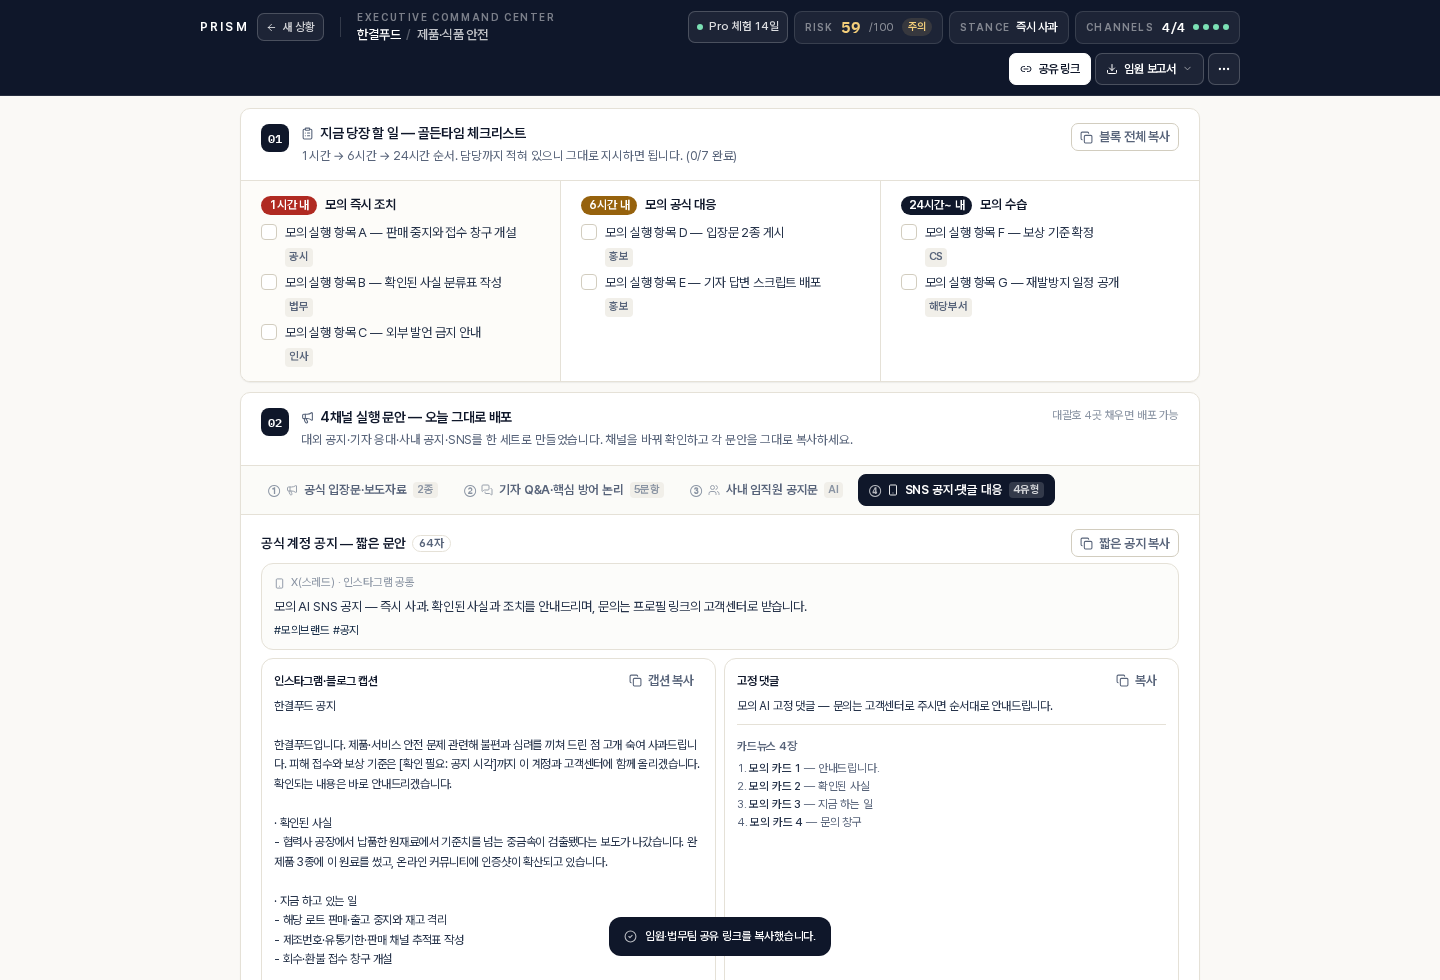 PRISM
← 새 상황
EXECUTIVE COMMAND CENTER
한결푸드 / 제품·식품 안전
Pro 체험 14일
RISK 59 /100 주의
STANCE 즉시 사과
CHANNELS 4/4
공유 링크
임원 보고서
01
지금 당장 할 일 — 골든타임 체크리스트
블록 전체 복사
1시간 → 6시간 → 24시간 순서. 담당까지 적혀 있으니 그대로 지시하면 됩니다. (0/7 완료)
1시간 내 모의 즉시 조치
모의 실행 항목 A — 판매 중지와 접수 창구 개설
공시
모의 실행 항목 B — 확인된 사실 분류표 작성
법무
모의 실행 항목 C — 외부 발언 금지 안내
인사
6시간 내 모의 공식 대응
모의 실행 항목 D — 입장문 2종 게시
홍보
모의 실행 항목 E — 기자 답변 스크립트 배포
홍보
24시간~ 내 모의 수습
모의 실행 항목 F — 보상 기준 확정
CS
모의 실행 항목 G — 재발방지 일정 공개
해당부서
02
4채널 실행 문안 — 오늘 그대로 배포
대괄호 4곳 채우면 배포 가능
대외 공지·기자 응대·사내 공지·SNS를 한 세트로 만들었습니다. 채널을 바꿔 확인하고 각 문안을 그대로 복사하세요.
① 공식 입장문·보도자료 2종
② 기자 Q&A·핵심 방어 논리 5문항
③ 사내 임직원 공지문 AI
④ SNS 공지·댓글 대응 4유형
공식 계정 공지 — 짧은 문안 64자
짧은 공지 복사
X(스레드) · 인스타그램 공통
모의 AI SNS 공지 — 즉시 사과. 확인된 사실과 조치를 안내드리며, 문의는 프로필 링크의 고객센터로 받습니다.
#모의브랜드 #공지
인스타그램·블로그 캡션
캡션 복사
한결푸드 공지
한결푸드입니다. 제품·서비스 안전 문제 관련해 불편과 심려를 끼쳐 드린 점 고개 숙여 사과드립니
다. 피해 접수와 보상 기준은 [확인 필요: 공지 시각]까지 이 계정과 고객센터에 함께 올리겠습니다.
확인되는 내용은 바로 안내드리겠습니다.
· 확인된 사실
- 협력사 공장에서 납품한 원재료에서 기준치를 넘는 중금속이 검출됐다는 보도가 나갔습니다. 완
제품 3종에 이 원료를 썼고, 온라인 커뮤니티에 인증샷이 확산되고 있습니다.
· 지금 하고 있는 일
- 해당 로트 판매·출고 중지와 재고 격리
- 제조번호·유통기한·판매 채널 추적표 작성
- 회수·환불 접수 창구 개설
고정 댓글
복사
모의 AI 고정 댓글 — 문의는 고객센터로 주시면 순서대로 안내드립니다.
카드뉴스 4장
1. 모의 카드 1 — 안내드립니다.
2. 모의 카드 2 — 확인된 사실
3. 모의 카드 3 — 지금 하는 일
4. 모의 카드 4 — 문의 창구
임원·법무팀 공유 링크를 복사했습니다.